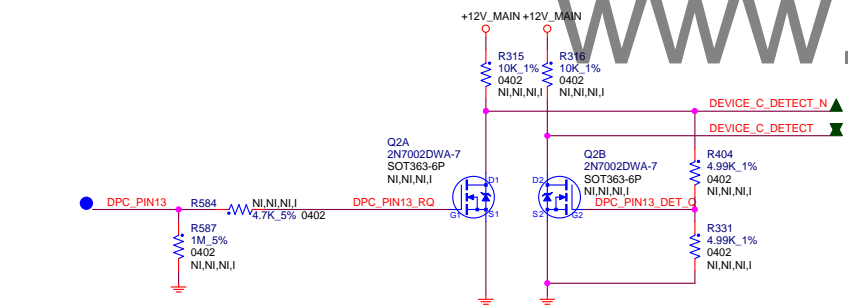 WWW.
+12V_MAIN +12V_MAIN
R315
10K_1%
0402
NI,NI,NI,I
R316
10K_1%
0402
NI,NI,NI,I
DEVICE_C_DETECT_N
DEVICE_C_DETECT
Q2A
2N7002DWA-7
SOT363-6P
NI,NI,NI,I
D1
G1
S1
Q2B
2N7002DWA-7
SOT363-6P
NI,NI,NI,I
D2
S2
G2
DPC_PIN13_DET_Q
R404
4.99K_1%
0402
NI,NI,NI,I
DPC_PIN13
R584
NI,NI,NI,I
4.7K_5% 0402
DPC_PIN13_RQ
R587
1M_5%
0402
NI,NI,NI,I
R331
4.99K_1%
0402
NI,NI,NI,I